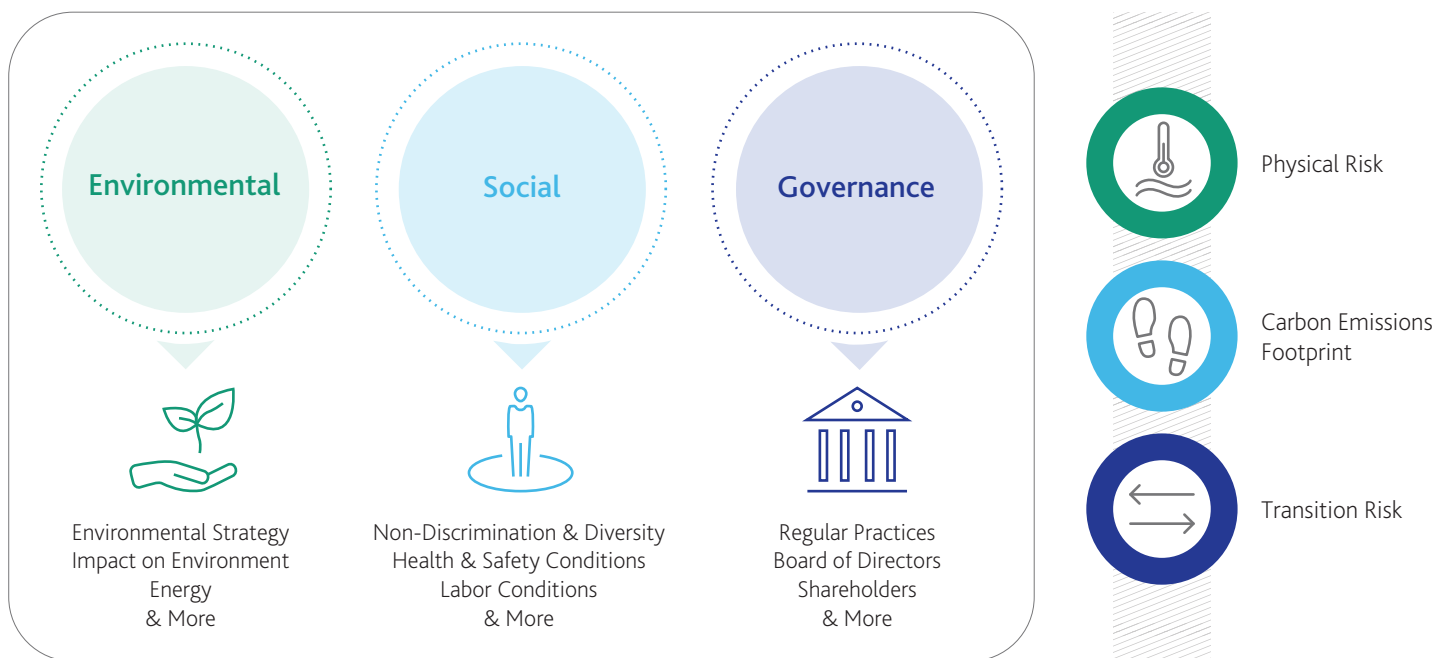 Environmental
Environmental Strategy
Impact on Environment
Energy
& More
Social
Non-Discrimination & Diversity
Health & Safety Conditions
Labor Conditions
& More
Governance
Regular Practices
Board of Directors
Shareholders
& More
Physical Risk
Carbon Emissions
Footprint
Transition Risk